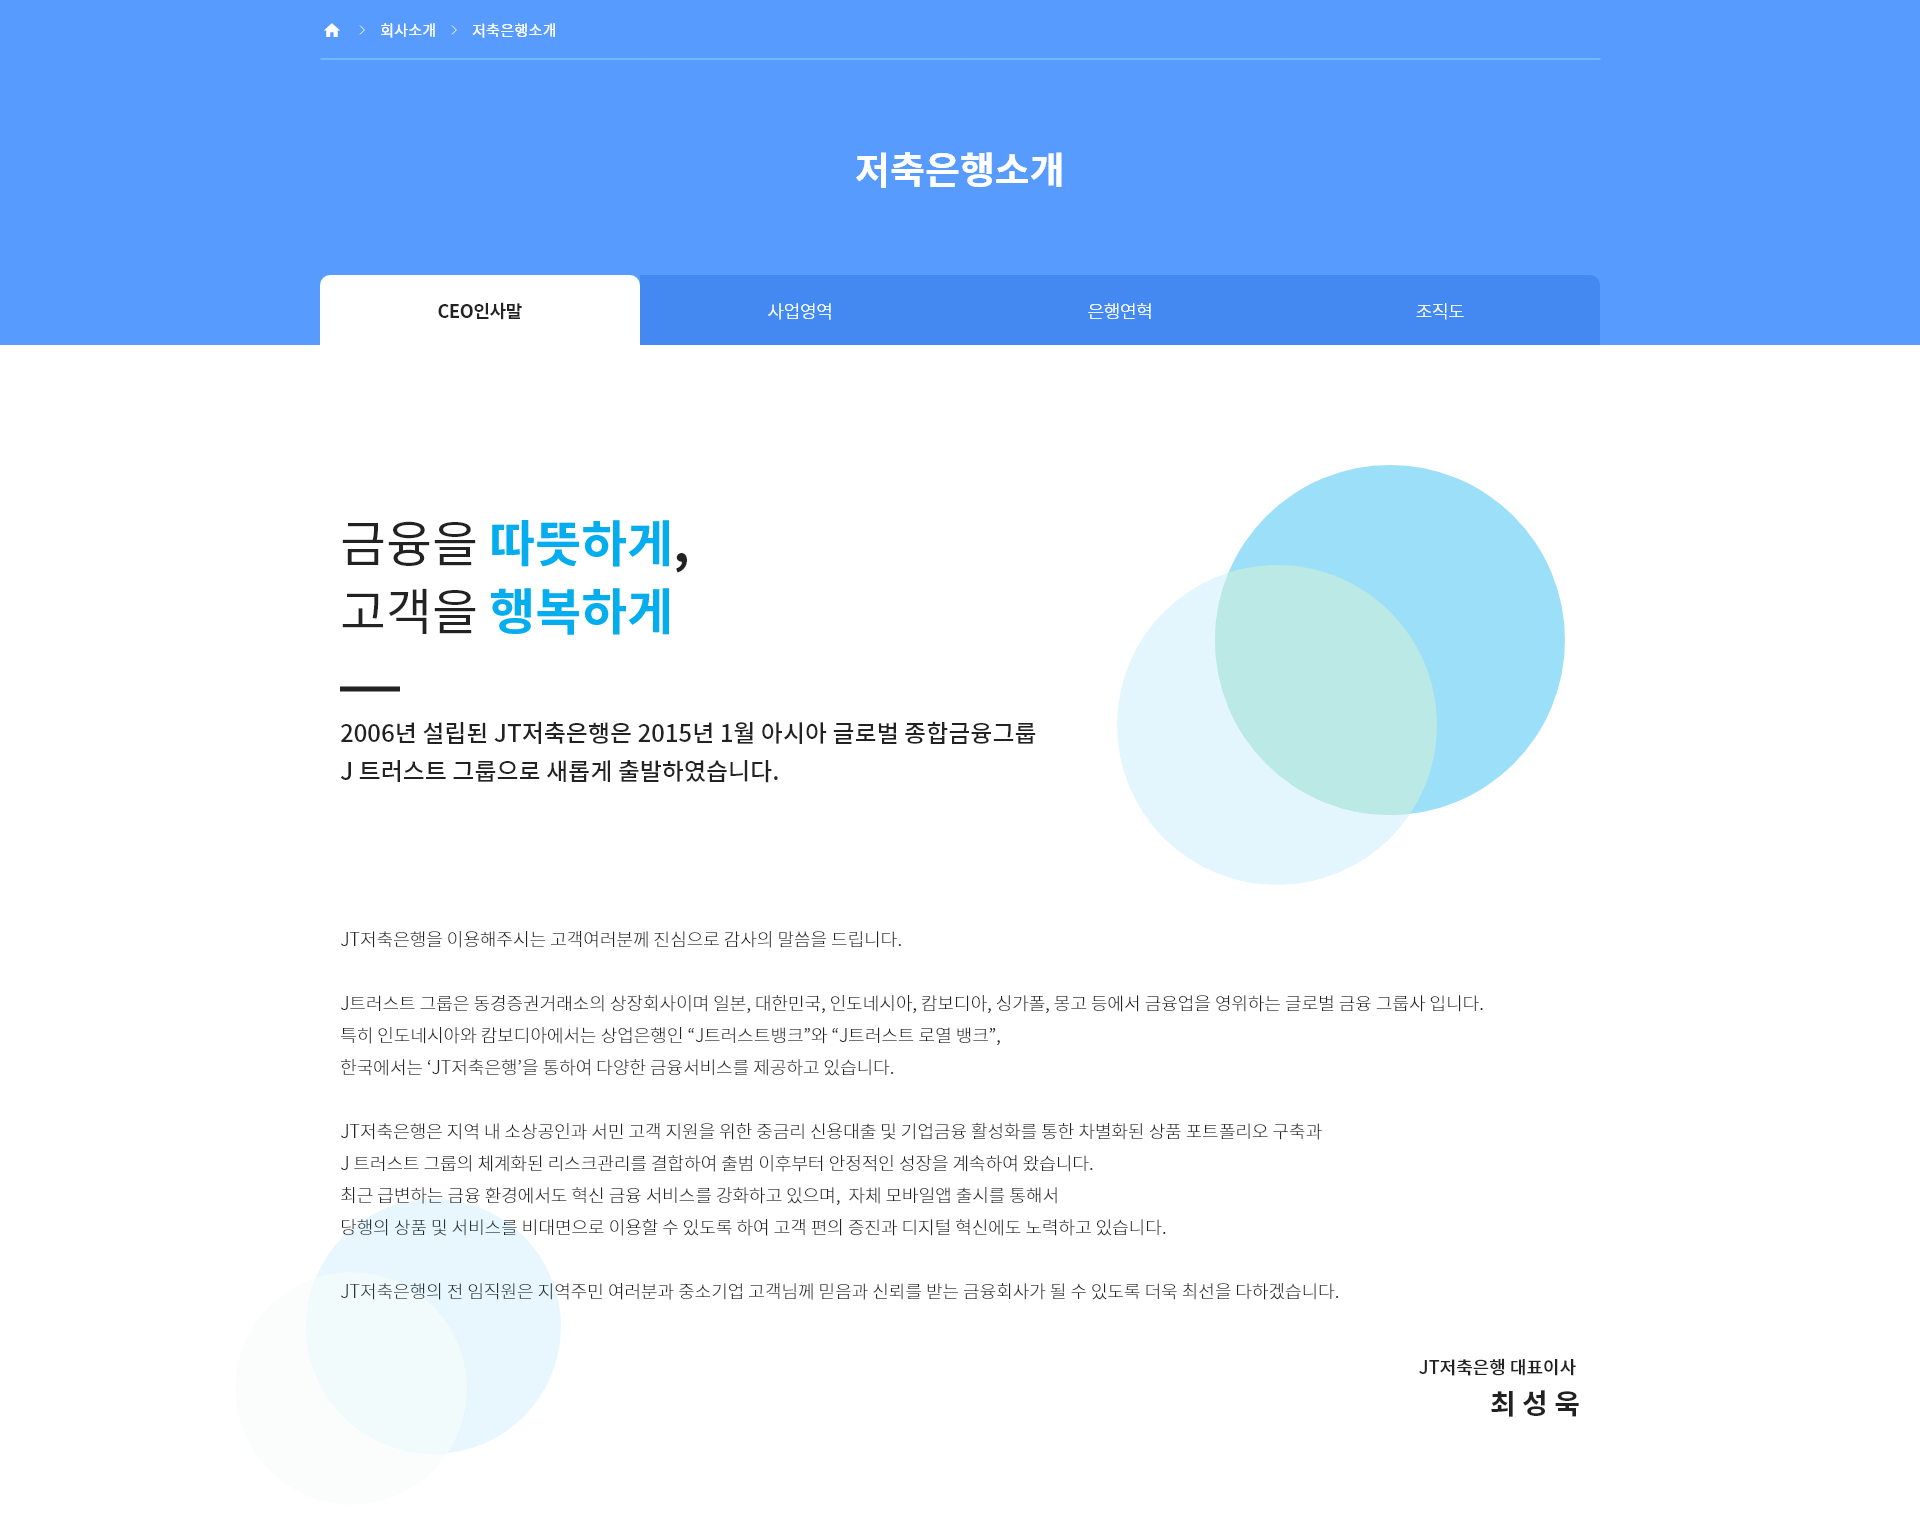 회사소개 저축은행소개
저축은행소개
CEO인사말 사업영역 은행연혁 조직도
금융을 따뜻하게,
고객을 행복하게
2006년 설립된 JT저축은행은 2015년 1월 아시아 글로벌 종합금융그룹
J 트러스트 그룹으로 새롭게 출발하였습니다.
JT저축은행을 이용해주시는 고객여러분께 진심으로 감사의 말씀을 드립니다.
J트러스트 그룹은 동경증권거래소의 상장회사이며 일본, 대한민국, 인도네시아, 캄보디아, 싱가폴, 몽고 등에서 금융업을 영위하는 글로벌 금융 그룹사 입니다.
특히 인도네시아와 캄보디아에서는 상업은행인 “J트러스트뱅크”와 “J트러스트 로열 뱅크”,
한국에서는 ‘JT저축은행’을 통하여 다양한 금융서비스를 제공하고 있습니다.
JT저축은행은 지역 내 소상공인과 서민 고객 지원을 위한 중금리 신용대출 및 기업금융 활성화를 통한 차별화된 상품 포트폴리오 구축과
J 트러스트 그룹의 체계화된 리스크관리를 결합하여 출범 이후부터 안정적인 성장을 계속하여 왔습니다.
최근 급변하는 금융 환경에서도 혁신 금융 서비스를 강화하고 있으며, 자체 모바일앱 출시를 통해서
당행의 상품 및 서비스를 비대면으로 이용할 수 있도록 하여 고객 편의 증진과 디지털 혁신에도 노력하고 있습니다.
JT저축은행의 전 임직원은 지역주민 여러분과 중소기업 고객님께 믿음과 신뢰를 받는 금융회사가 될 수 있도록 더욱 최선을 다하겠습니다.
JT저축은행 대표이사
최 성 욱